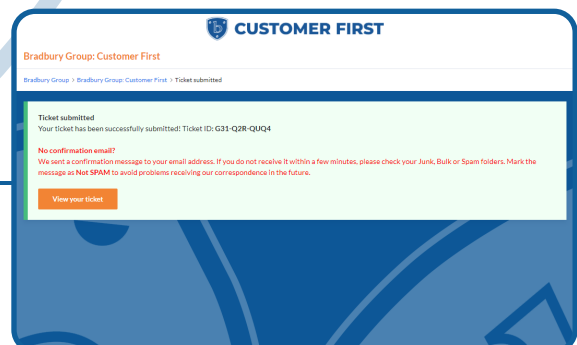 CUSTOMER FIRST
Bradbury Group: Customer First
Bradbury Group > Bradbury Group: Customer First > Ticket submitted
Ticket submitted
Your ticket has been successfully submitted! Ticket ID: G31-Q2R-QUQ4
No confirmation email?
We sent a confirmation message to your email address. If you do not receive it within a few minutes, please check your Junk, Bulk or Spam folders. Mark the
message as Not SPAM to avoid problems receiving our correspondence in the future.
View your ticket